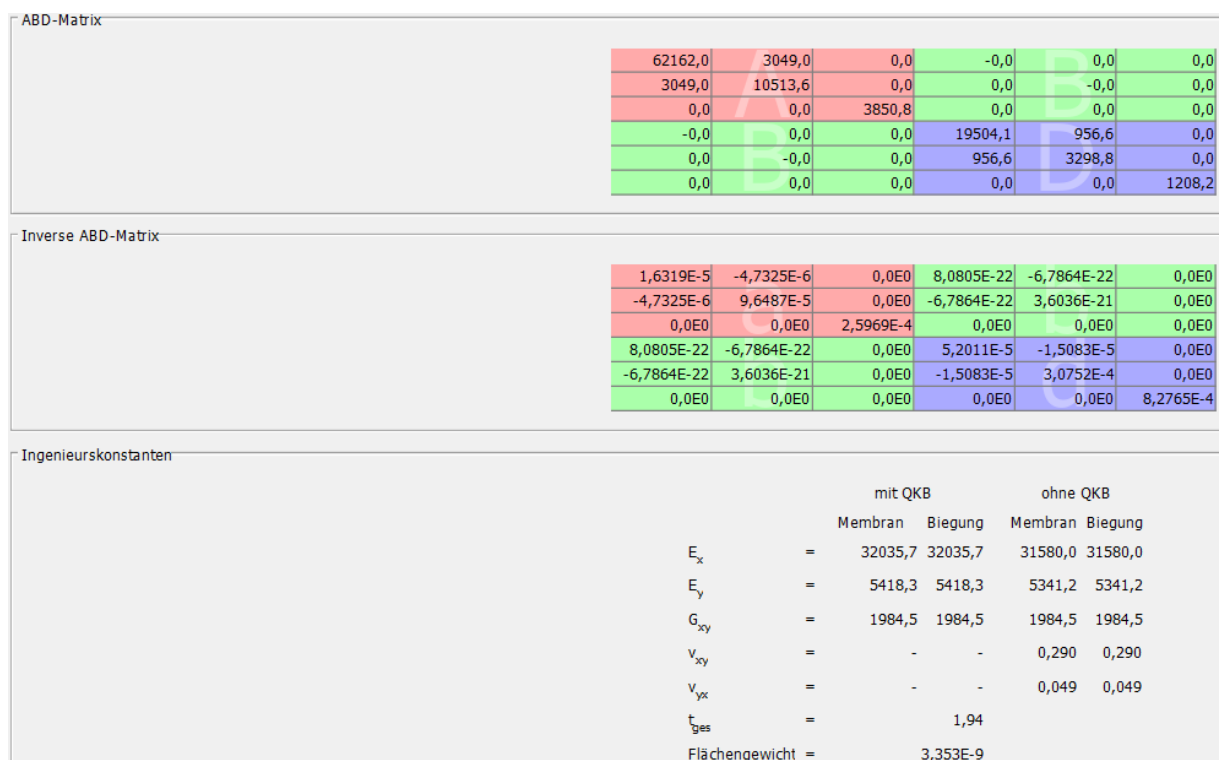 ABD-Matrix
62162,0 3049,0 0,0 -0,0 0,0 0,0
3049,0 10513,6 0,0 0,0 -0,0 0,0
0,0 0,0 3850,8 0,0 0,0 0,0
-0,0 0,0 0,0 19504,1 956,6 0,0
0,0 -0,0 0,0 956,6 3298,8 0,0
0,0 0,0 0,0 0,0 0,0 1208,2
A B
B D
Inverse ABD-Matrix
1,6319E-5 -4,7325E-6 0,0E0 8,0805E-22 -6,7864E-22 0,0E0
-4,7325E-6 9,6487E-5 0,0E0 -6,7864E-22 3,6036E-21 0,0E0
0,0E0 0,0E0 2,5969E-4 0,0E0 0,0E0 0,0E0
8,0805E-22 -6,7864E-22 0,0E0 5,2011E-5 -1,5083E-5 0,0E0
-6,7864E-22 3,6036E-21 0,0E0 -1,5083E-5 3,0752E-4 0,0E0
0,0E0 0,0E0 0,0E0 0,0E0 0,0E0 8,2765E-4
a b
b d
Ingenieurskonstanten
mit QKB ohne QKB
Membran Biegung Membran Biegung
Ex = 32035,7 32035,7 31580,0 31580,0
Ey = 5418,3 5418,3 5341,2 5341,2
Gxy = 1984,5 1984,5 1984,5 1984,5
vxy = - - 0,290 0,290
vyx = - - 0,049 0,049
tges = 1,94
Flächengewicht = 3,353E-9